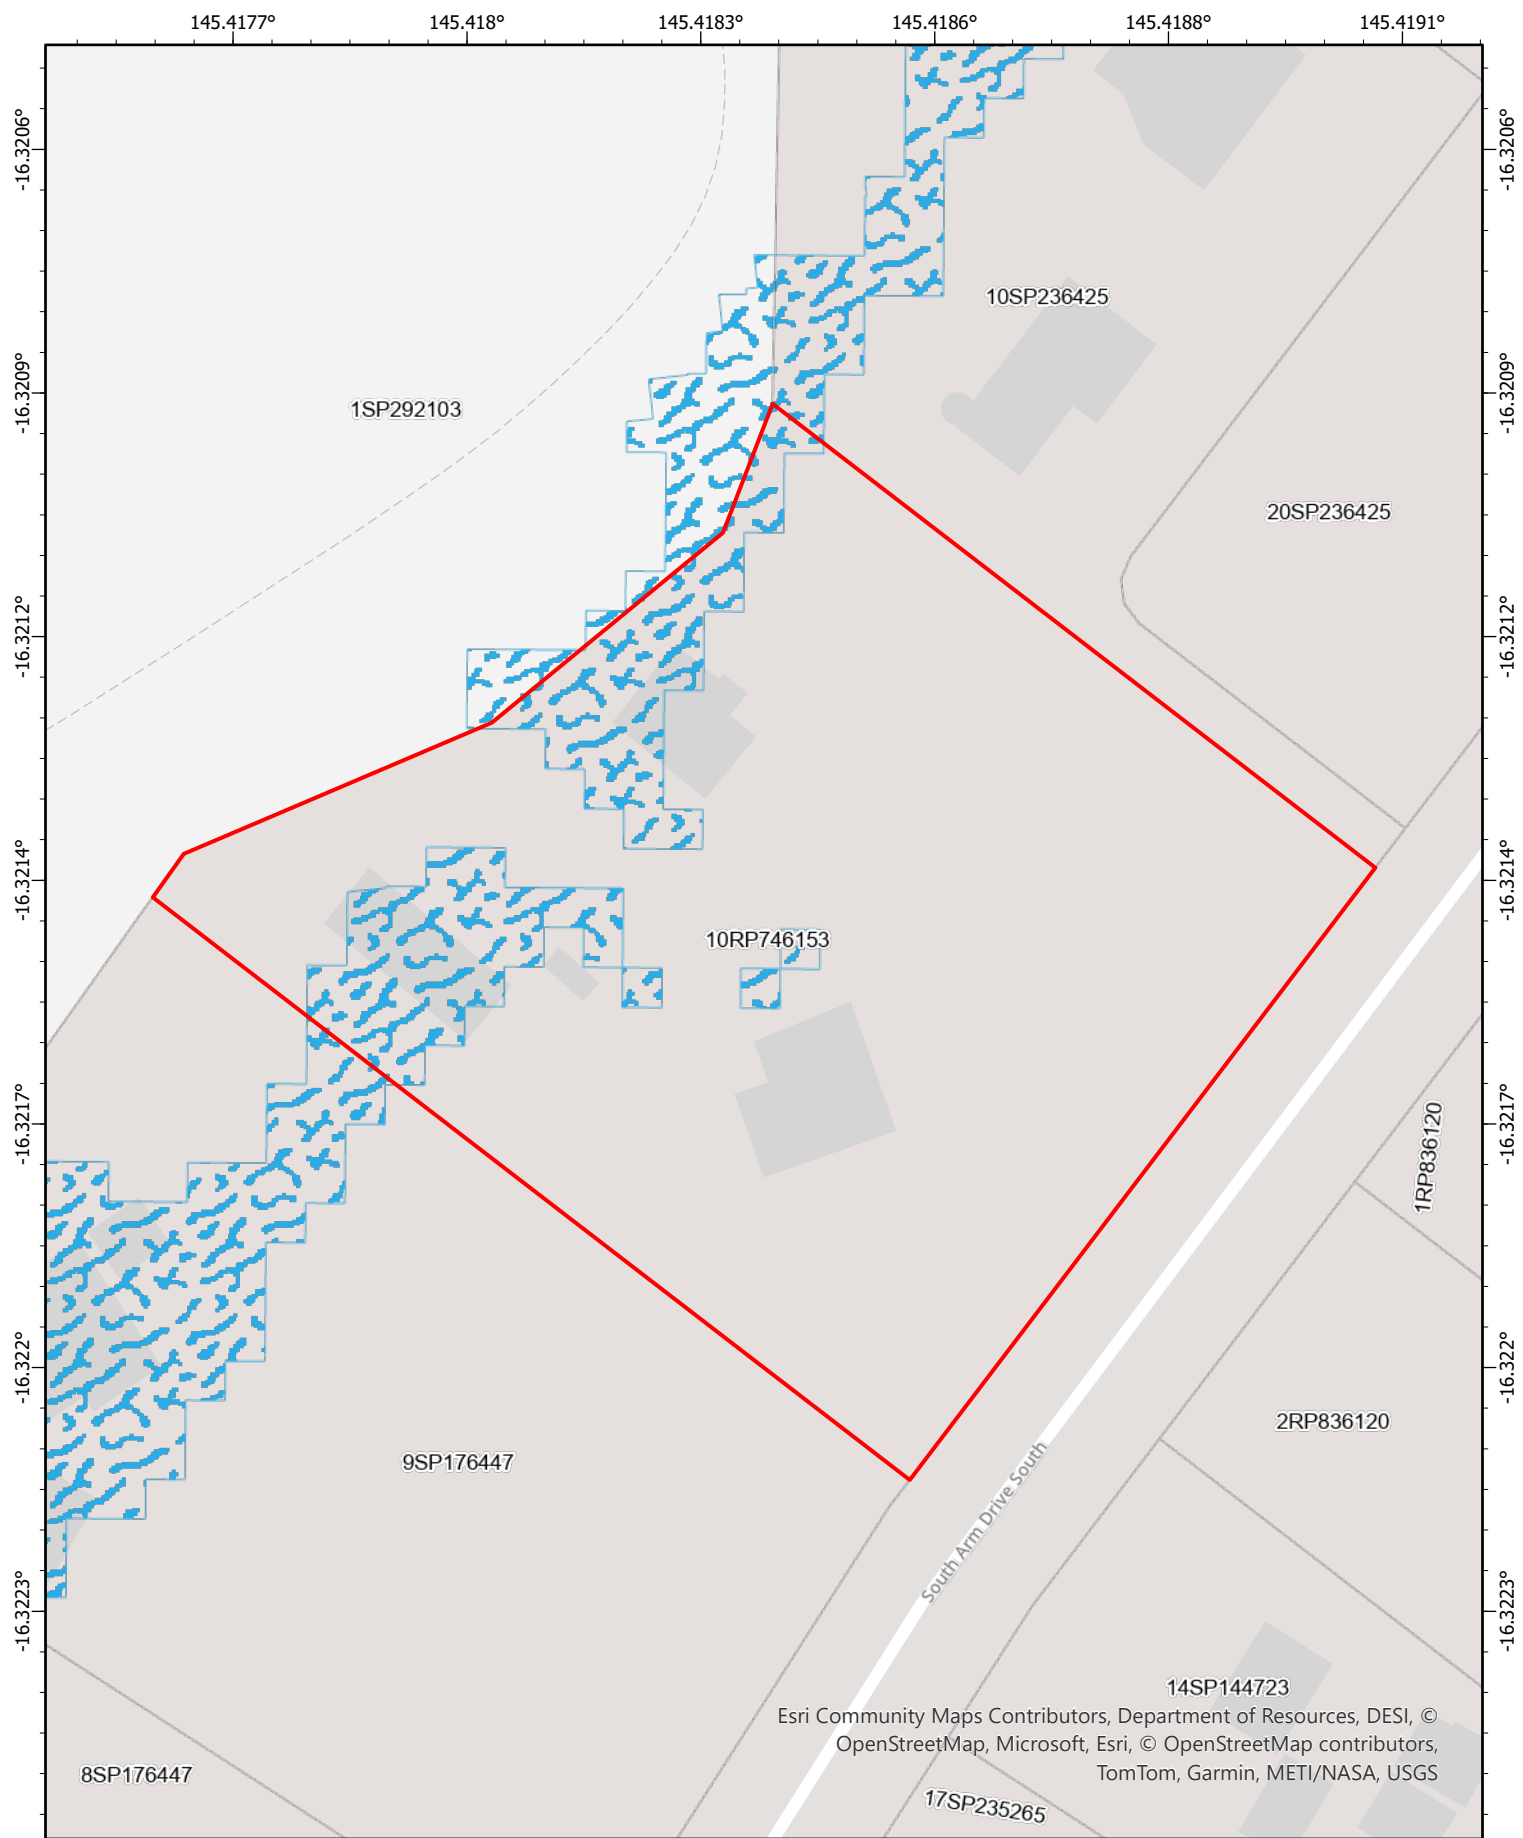 145.4177° 145.418° 145.4183° 145.4186° 145.4188° 145.4191°
-16.3206° -16.3206°
10SP236425
-16.3209° -16.3209°
1SP292103
20SP236425
-16.3212° -16.3212°
-16.3214° -16.3214°
10RP746153
-16.3217° -16.3217°
1RP836120
-16.322° -16.322°
2RP836120
9SP176447
South Arm Drive South
-16.3223° -16.3223°
14SP144723
Esri Community Maps Contributors, Department of Resources, DESI, ©
OpenStreetMap, Microsoft, Esri, © OpenStreetMap contributors,
TomTom, Garmin, METI/NASA, USGS
8SP176447
17SP235265